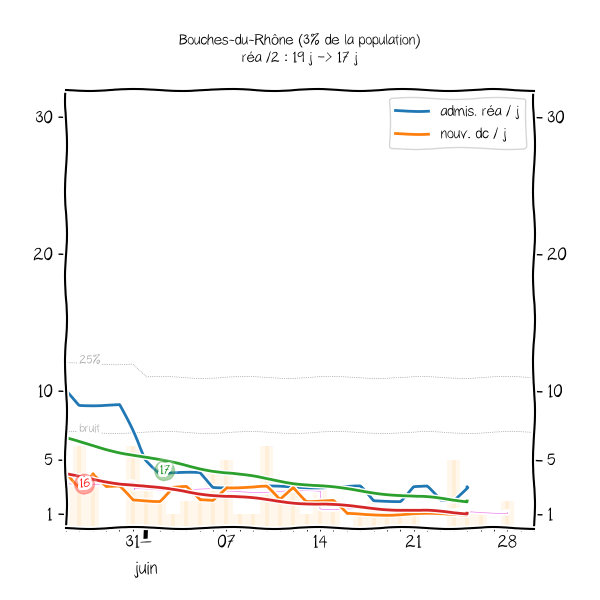 Bouches-du-Rhône (3% de la population)
réa /2 : 19 j -> 17 j
admis. réa / j
nouv. dc / j
30 30
20 20
25%
10 10
bruit
5 5
17
16
1 1
31 07 14 21 28
juin